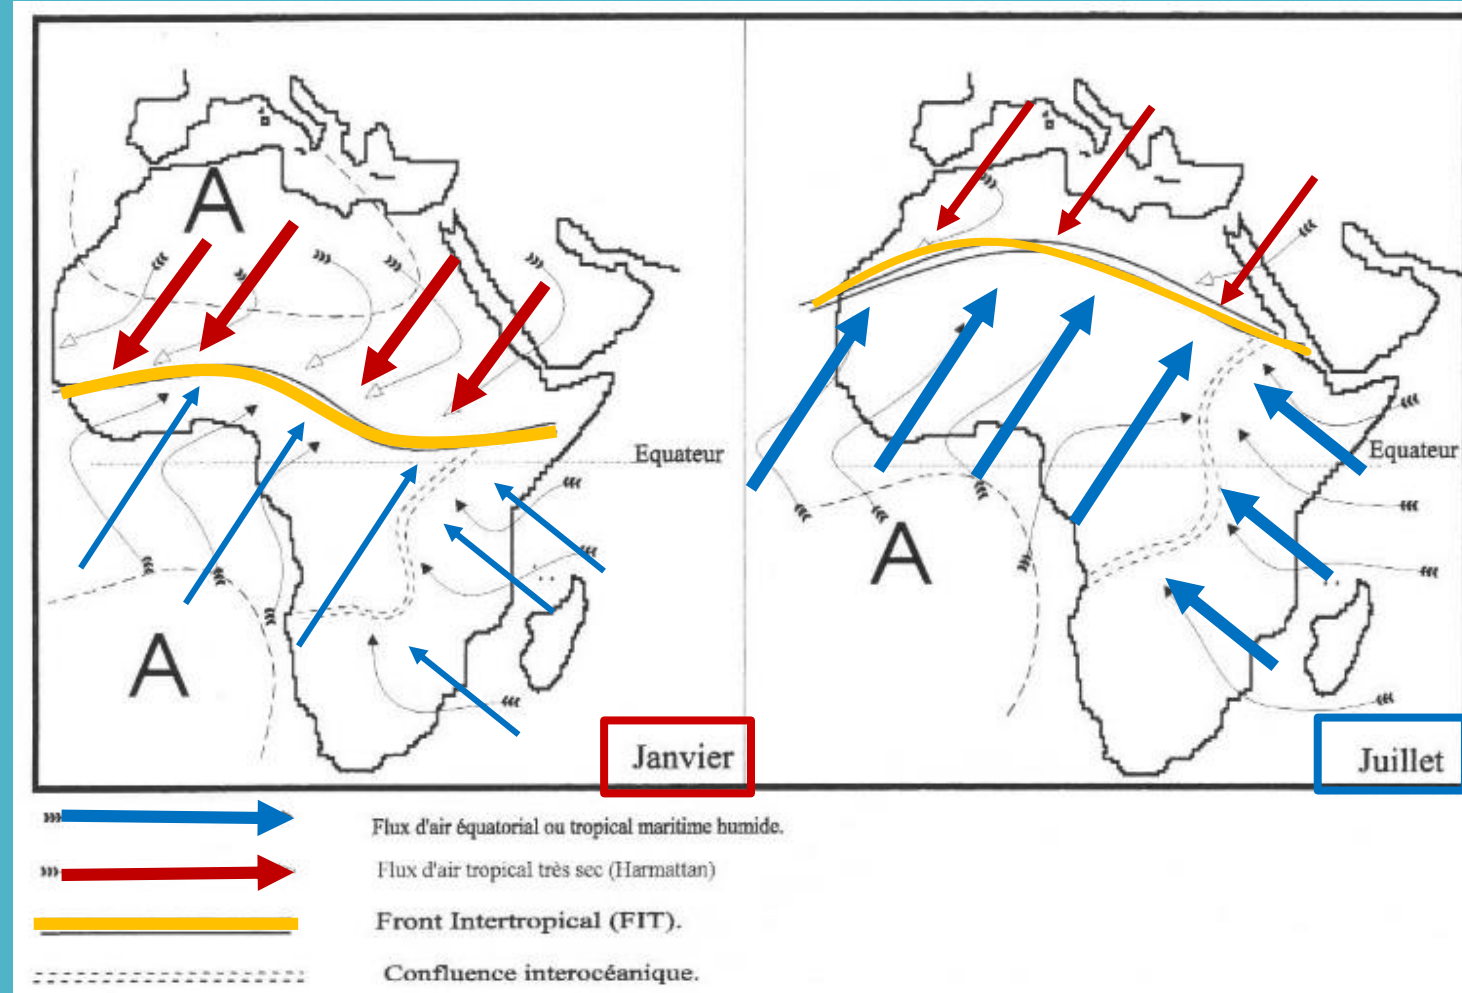 A
A
Equateur
Janvier
A
Equateur
Juillet
Flux d'air équatorial ou tropical maritime humide.
Flux d'air tropical très sec (Harmattan)
Front Intertropical (FIT).
Confluence interocéanique.